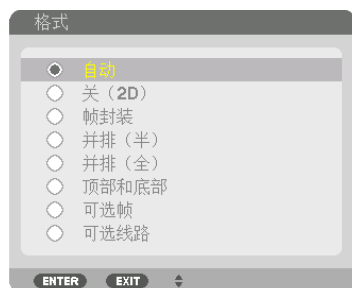 格式
自动
关（2D）
帧封装
并排（半）
并排（全）
顶部和底部
可选帧
可选线路
ENTER EXIT